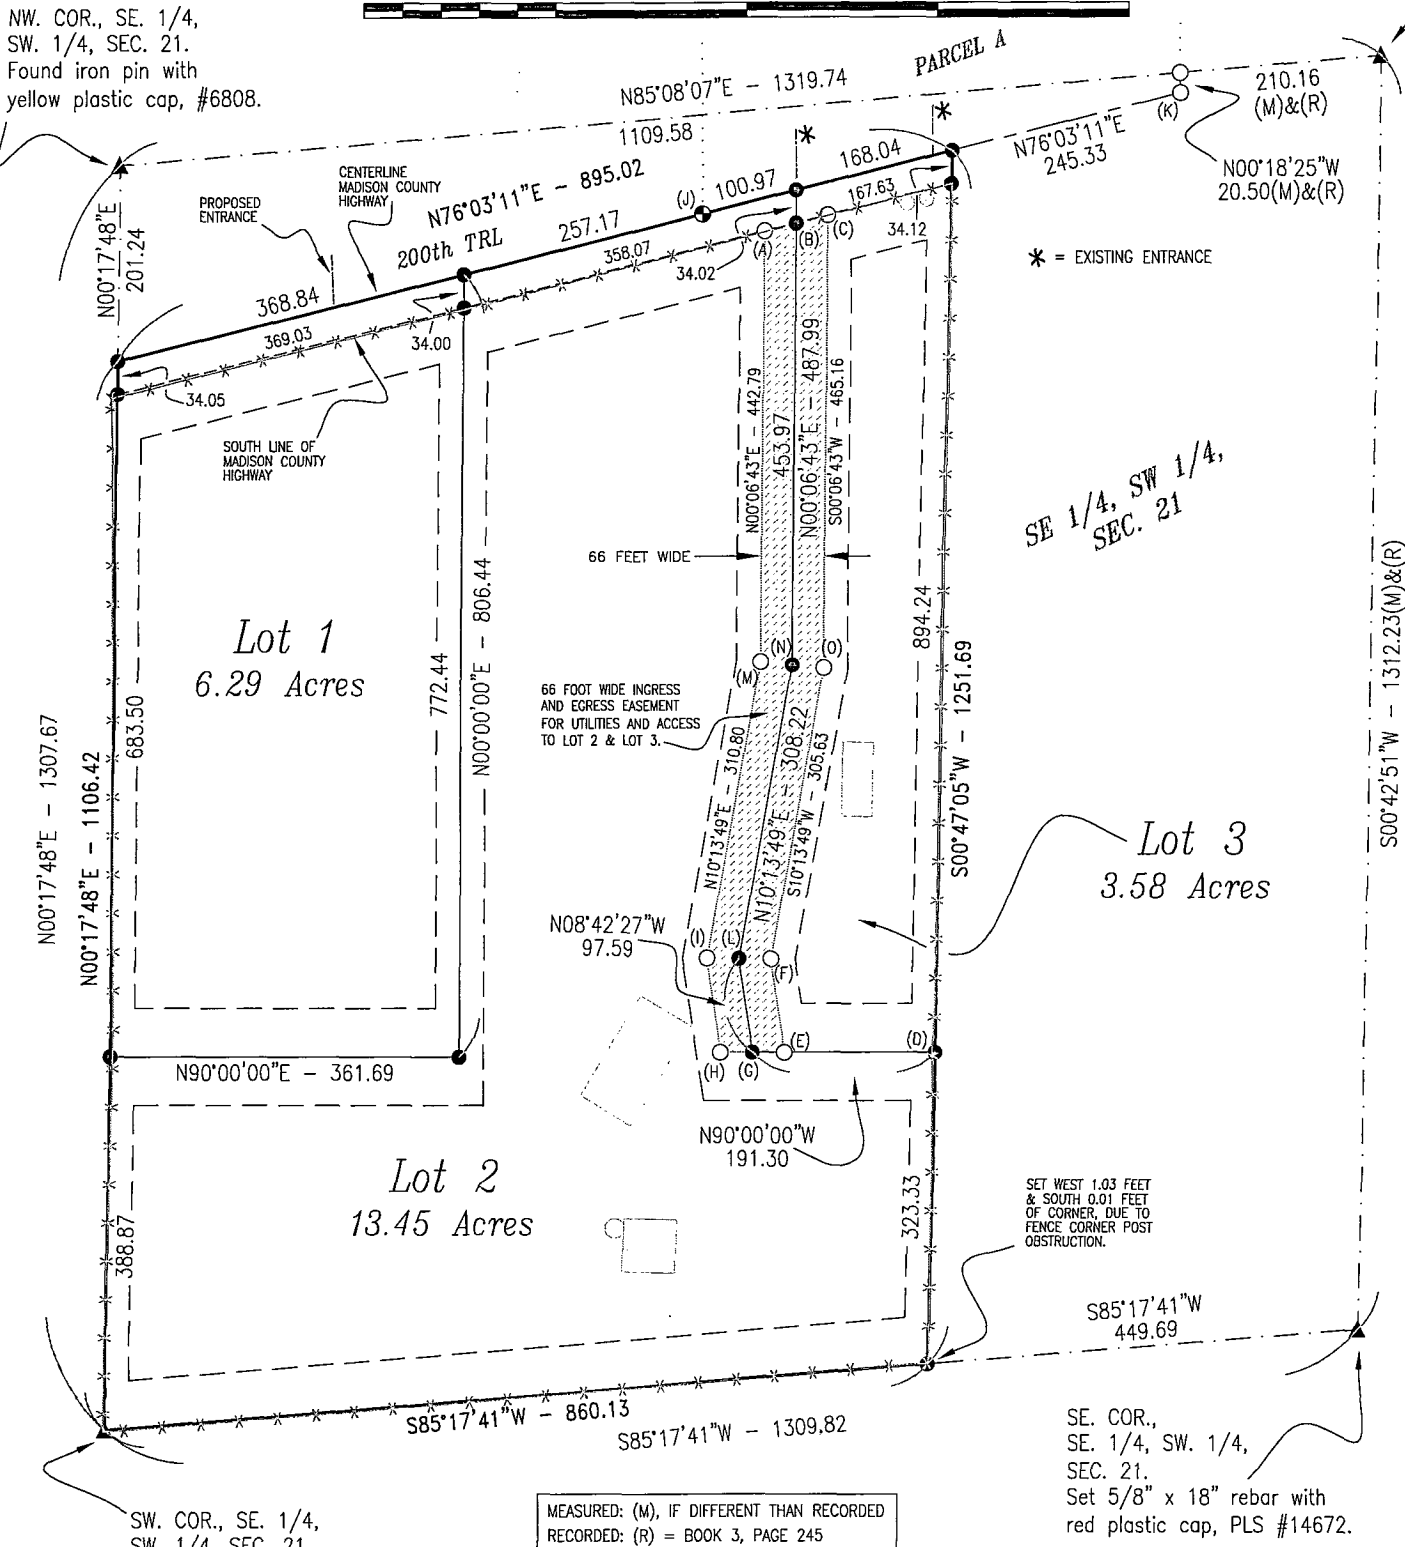 NW. COR., SE. 1/4,
SW. 1/4, SEC. 21.
Found iron pin with
yellow plastic cap, #6808.
N85°08'07"E - 1319.74
PARCEL A
1109.58
210.16
(M)&(R)
(K)
N76°03'11"E
245.33
N00°18'25"W
20.50(M)&(R)
* = EXISTING ENTRANCE
*
*
N00°17'48"E
201.24
PROPOSED
ENTRANCE
CENTERLINE
MADISON COUNTY
HIGHWAY
N76°03'11"E - 895.02
200th TRL
368.84
257.17
(J)
100.97
168.04
369.03
358.07
167.63
34.05
34.00
34.02
34.12
(A)
(B)
(C)
SOUTH LINE OF
MADISON COUNTY
HIGHWAY
N00°06'43"E - 442.79
453.97
N00°06'43"E - 487.99
S00°06'43"W - 465.16
66 FEET WIDE
SE 1/4, SW 1/4,
SEC. 21
Lot 1
6.29 Acres
683.50
772.44
N00°00'00"E - 806.44
894.24
S00°47'05"W - 1251.69
S00°42'51"W - 1312.23(M)&(R)
N00°17'48"E - 1307.67
N00°17'48"E - 1106.42
(M)
(N)
(O)
66 FOOT WIDE INGRESS
AND EGRESS EASEMENT
FOR UTILITIES AND ACCESS
TO LOT 2 & LOT 3.
N10°13'49"E - 310.80
N10°13'49"E - 308.22
S10°13'49"W - 305.63
Lot 3
3.58 Acres
N08°42'27"W
97.59
(I)
(L)
(F)
(H)
(G)
(E)
(D)
N90°00'00"E - 361.69
N90°00'00"W
191.30
Lot 2
13.45 Acres
388.87
323.33
SET WEST 1.03 FEET
& SOUTH 0.01 FEET
OF CORNER, DUE TO
FENCE CORNER POST
OBSTRUCTION.
S85°17'41"W
449.69
S85°17'41"W - 860.13
S85°17'41"W - 1309.82
SE. COR.,
SE. 1/4, SW. 1/4,
SEC. 21.
Set 5/8" x 18" rebar with
red plastic cap, PLS #14672.
SW. COR., SE. 1/4,
SW. 1/4, SEC. 21.
MEASURED: (M), IF DIFFERENT THAN RECORDED
RECORDED: (R) = BOOK 3, PAGE 245